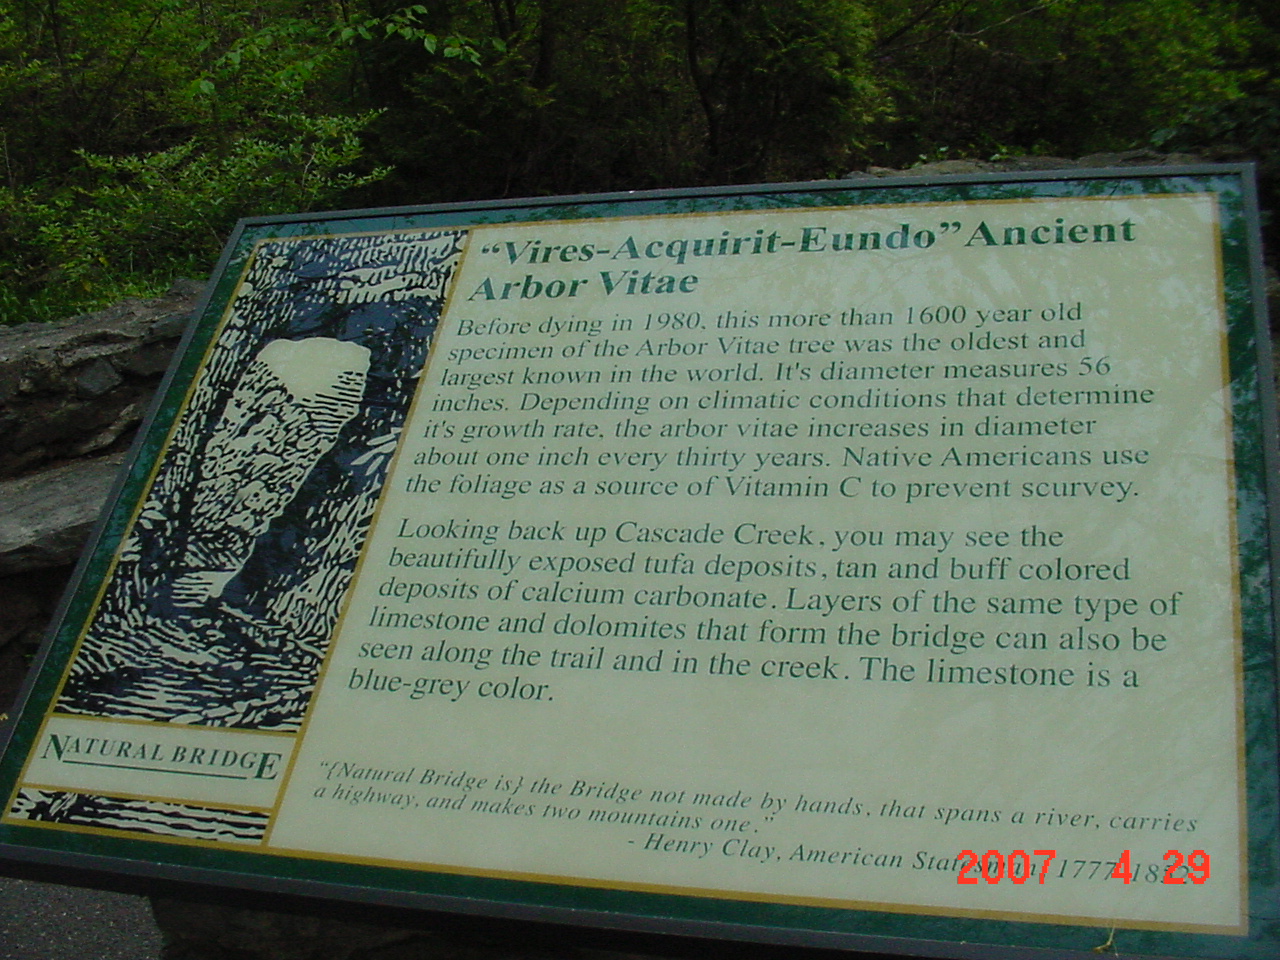 "Vires-Acquirit-Eundo" Ancient
Arbor Vitae
Before dying in 1980, this more than 1600 year old
specimen of the Arbor Vitae tree was the oldest and
largest known in the world. It's diameter measures 56
inches. Depending on climatic conditions that determine
it's growth rate, the arbor vitae increases in diameter
about one inch every thirty years. Native Americans use
the foliage as a source of Vitamin C to prevent scurvey.
Looking back up Cascade Creek, you may see the
beautifully exposed tufa deposits, tan and buff colored
deposits of calcium carbonate. Layers of the same type of
limestone and dolomites that form the bridge can also be
seen along the trail and in the creek. The limestone is a
blue-grey color.
NATURAL BRIDGE
"{Natural Bridge is} the Bridge not made by hands, that spans a river, carries
a highway, and makes two mountains one."
- Henry Clay, American Statesman, 1777-1852
2007 4 29